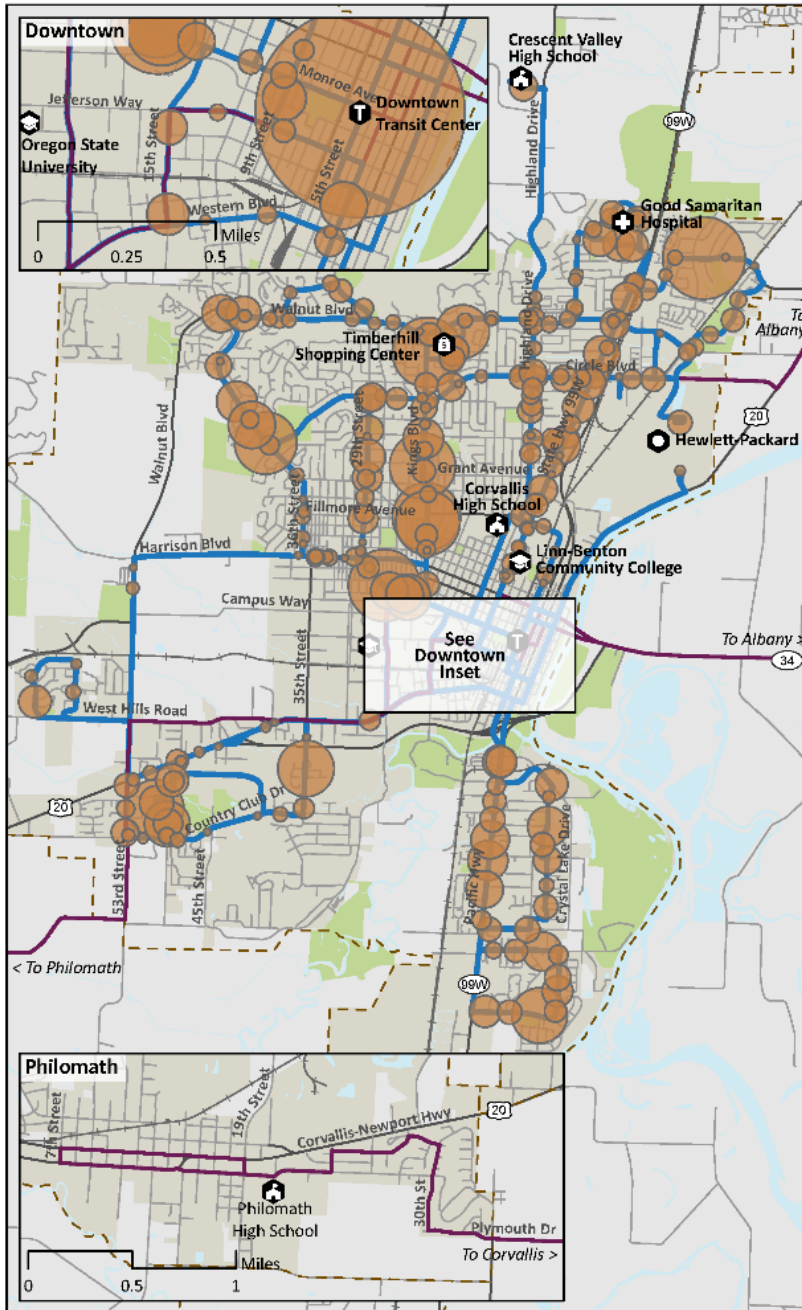 Downtown
Monroe Ave
Jefferson Way
Downtown
Transit Center
Oregon State
University
15th Street
9th Street
5th Street
Western Blvd
Miles
0
0.25
0.5
Crescent Valley
High School
Highland Drive
99W
Good Samaritan
Hospital
Walnut Blvd
Timberhill
Shopping Center
Highland Drive
To
Albany
Circle Blvd
20
29th Street
Kings Blvd
State Hwy 99W
Hewlett-Packard
Walnut Blvd
Grant Avenue
36th Street
Corvallis
High School
Fillmore Avenue
Harrison Blvd
Linn-Benton
Community College
Campus Way
See
Downtown
Inset
T
35th Street
To Albany >
34
West Hills Road
20
Country Club Dr
53rd Street
45th Street
Pacific Hwy
Crystal Lake Drive
< To Philomath
99W
Philomath
7th Street
19th Street
Corvallis-Newport Hwy
20
30th St
Philomath
High School
Plymouth Dr
To Corvallis >
Miles
0
0.5
1